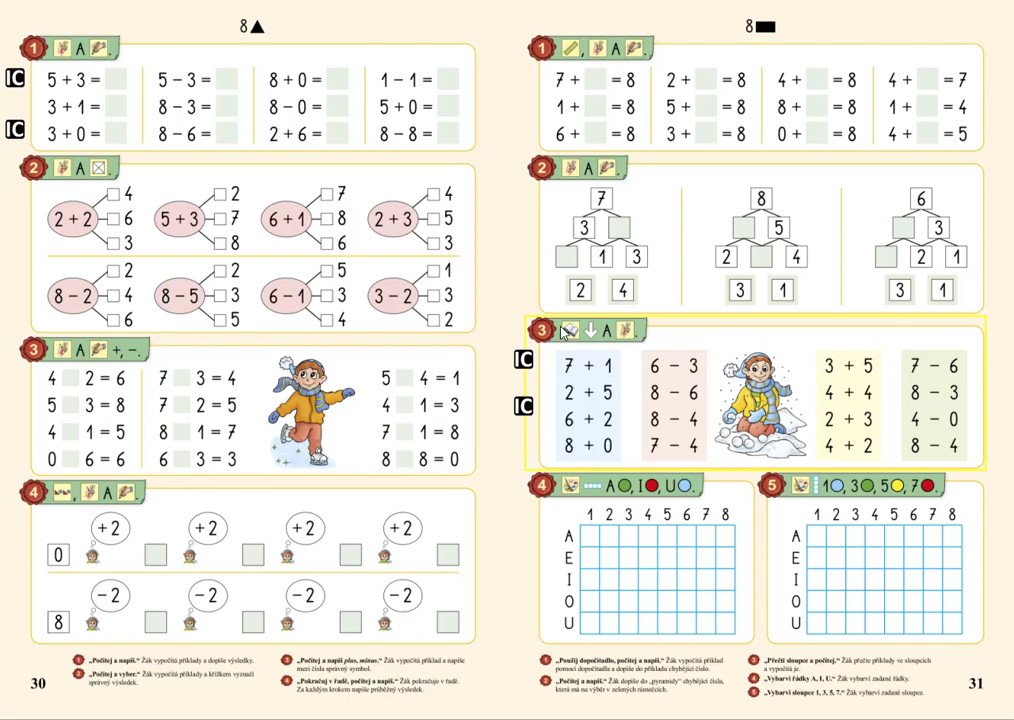 8▲
1 A .
IC
5 + 3 =
5 − 3 =
8 + 0 =
1 − 1 =
3 + 1 =
8 − 3 =
8 − 0 =
5 + 0 =
IC
3 + 0 =
8 − 6 =
2 + 6 =
8 − 8 =
2 A .
2 + 2
4
6
3
5 + 3
2
7
8
6 + 1
7
8
6
2 + 3
4
5
3
8 − 2
2
4
6
8 − 5
2
3
5
6 − 1
5
3
4
3 − 2
1
3
2
3 A +, −.
4 2 = 6
7 3 = 4
5 4 = 1
5 3 = 8
7 2 = 5
4 1 = 3
4 1 = 5
8 1 = 7
7 1 = 8
0 6 = 6
6 3 = 3
8 8 = 0
4 , A .
+ 2
+ 2
+ 2
+ 2
0
− 2
− 2
− 2
− 2
8
1 „Počítej a napiš.“ Žák vypočítá příklady a dopíše výsledky.
2 „Počítej a vyber.“ Žák vypočítá příklady a křížkem vyznačí
správný výsledek.
3 „Počítej a napiš plus, minus.“ Žák vypočítá příklad a napíše
mezi čísla správný symbol.
4 „Pokračuj v řadě, počítej a napiš.“ Žák pokračuje v řadě.
Za každým krokem napíše průběžný výsledek.
30
8
1 , A .
7 + = 8
2 + = 8
4 + = 8
4 + = 7
1 + = 8
5 + = 8
8 + = 8
1 + = 4
6 + = 8
3 + = 8
0 + = 8
4 + = 5
2 A .
7
3
1 3
2 4
8
5
2 4
3 1
6
3
2 1
3 1
3 ↓ A .
IC
7 + 1
6 − 3
3 + 5
7 − 6
2 + 5
8 − 6
4 + 4
8 − 3
IC
6 + 2
8 − 4
2 + 3
4 − 0
8 + 0
7 − 4
4 + 2
8 − 4
4 A , I , U .
1 2 3 4 5 6 7 8
A
E
I
O
U
5 1 , 3 , 5 , 7 .
1 2 3 4 5 6 7 8
A
E
I
O
U
1 „Použij dopočítadlo, počítej a napiš.“ Žák vypočítá příklad
pomocí dopočítadla a dopíše do příkladu chybějící číslo.
2 „Počítej a napiš.“ Žák dopíše do „pyramidy“ chybějící čísla,
která má na výběr v zelených rámečcích.
3 „Přečti sloupce a počítej.“ Žák přečte příklady ve sloupcích
a vypočítá je.
4 „Vybarvi řádky A, I, U.“ Žák vybarví zadané řádky.
5 „Vybarvi sloupce 1, 3, 5, 7.“ Žák vybarví zadané sloupce.
31